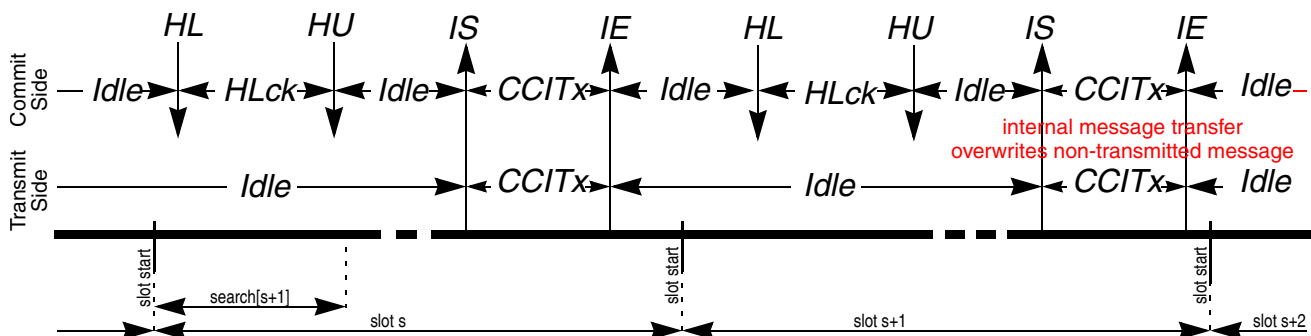 HL HU IS IE HL HU IS IE
Commit Side
Idle HLck Idle CCITx Idle HLck Idle CCITx Idle
internal message transfer
overwrites non-transmitted message
Transmit Side
Idle CCITx Idle CCITx Idle
slot start slot start slot start
search[s+1]
slot s slot s+1 slot s+2